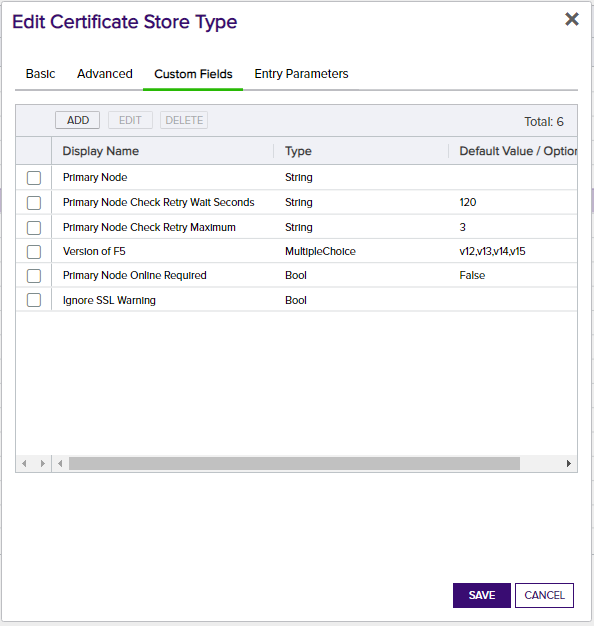 Edit Certificate Store Type
Basic Advanced Custom Fields Entry Parameters
ADD EDIT DELETE Total: 6
Display Name Type Default Value / Option
Primary Node String
Primary Node Check Retry Wait Seconds String 120
Primary Node Check Retry Maximum String 3
Version of F5 MultipleChoice v12,v13,v14,v15
Primary Node Online Required Bool False
Ignore SSL Warning Bool
SAVE CANCEL